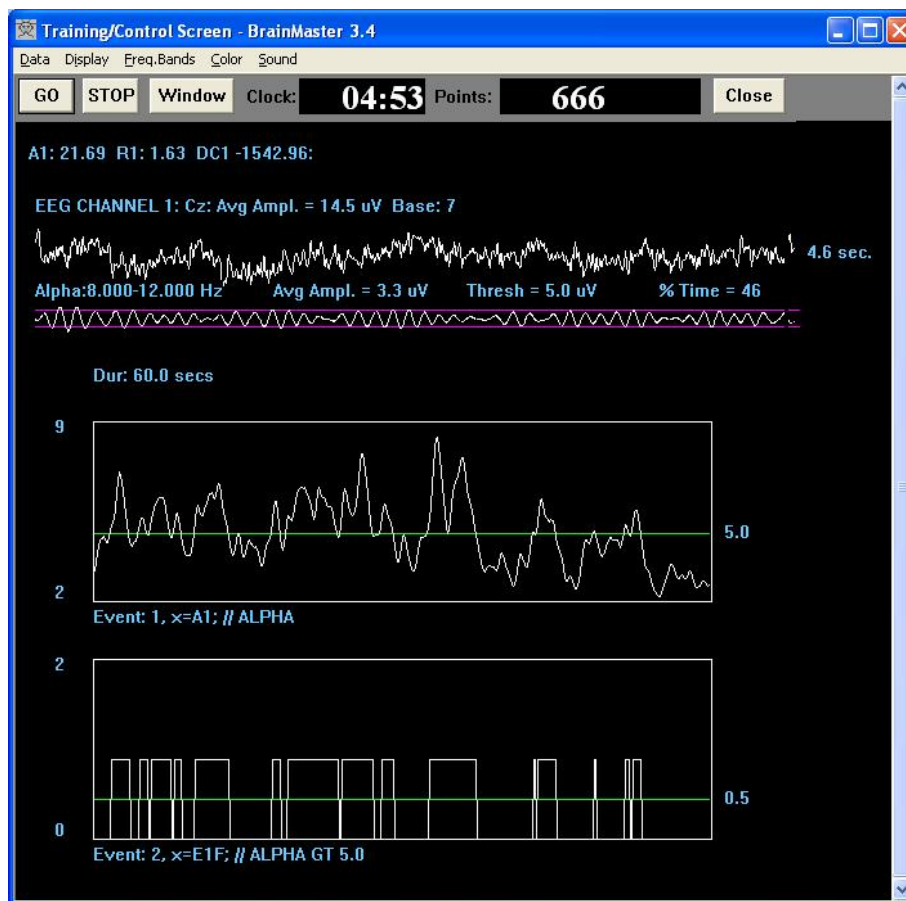 Training/Control Screen - BrainMaster 3.4
Data Display Freq.Bands Color Sound
GO STOP Window Clock: 04:53 Points: 666 Close
A1: 21.69 R1: 1.63 DC1 -1542.96:
EEG CHANNEL 1: Cz: Avg Ampl. = 14.5 uV Base: 7
4.6 sec.
Alpha:8.000-12.000 Hz Avg Ampl. = 3.3 uV Thresh = 5.0 uV % Time = 46
Dur: 60.0 secs
9
5.0
2
Event: 1, x=A1; // ALPHA
2
0.5
0
Event: 2, x=E1F; // ALPHA GT 5.0